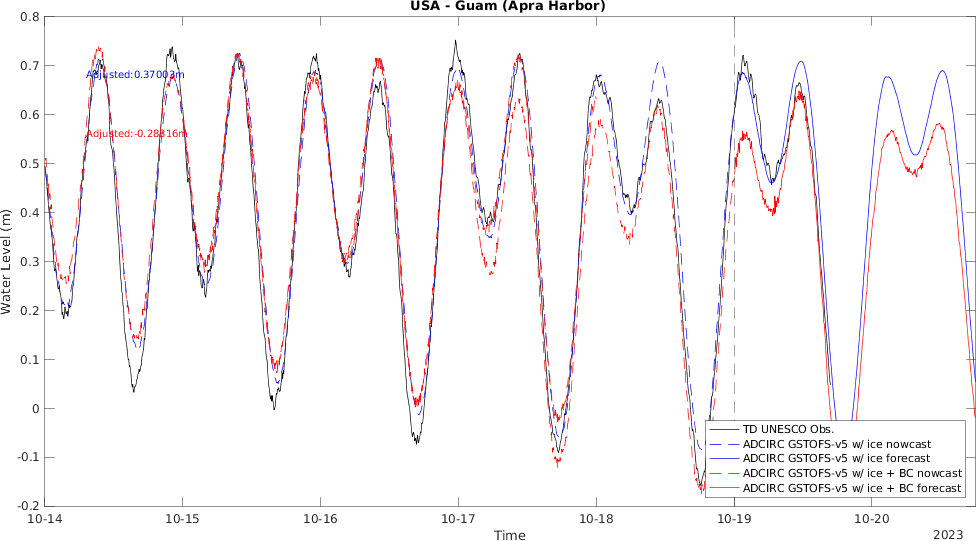 USA - Guam (Apra Harbor)
0.8
0.7
0.6
0.5
0.4
0.3
0.2
0.1
0
-0.1
-0.2
Water Level (m)
Adjusted:0.37003m
Adjusted:-0.28316m
TD UNESCO Obs.
ADCIRC GSTOFS-v5 w/ ice nowcast
ADCIRC GSTOFS-v5 w/ ice forecast
ADCIRC GSTOFS-v5 w/ ice + BC nowcast
ADCIRC GSTOFS-v5 w/ ice + BC forecast
10-14
10-15
10-16
10-17
10-18
10-19
10-20
Time
2023